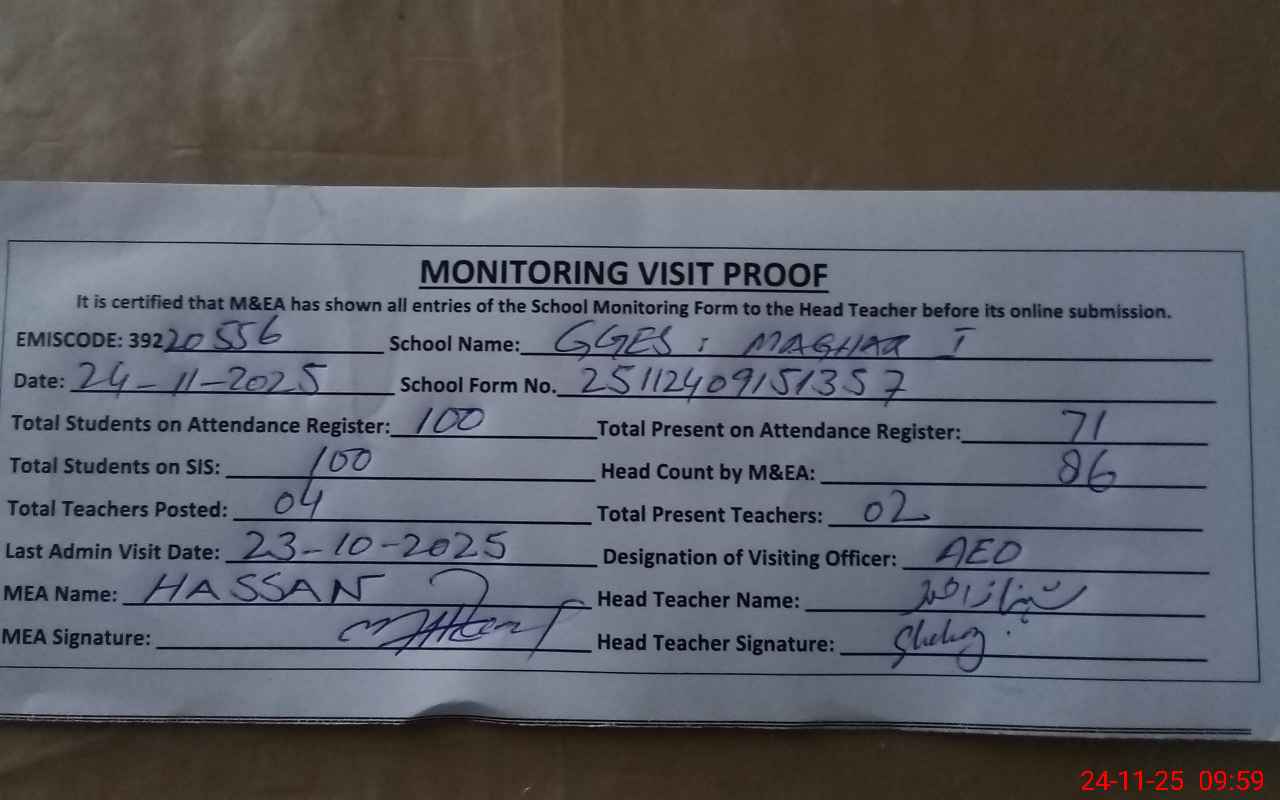 MONITORING VISIT PROOF
It is certified that M&EA has shown all entries of the School Monitoring Form to the Head Teacher before its online submission.
EMISCODE: 39220556 School Name: GGES : MAGHAR I
Date: 24-11-2025 School Form No. 25112409151357
Total Students on Attendance Register: 100 Total Present on Attendance Register: 71
Total Students on SIS: 100 Head Count by M&EA: 86
Total Teachers Posted: 04 Total Present Teachers: 02
Last Admin Visit Date: 23-10-2025 Designation of Visiting Officer: AEO
MEA Name: HASSAN Head Teacher Name:
MEA Signature: Head Teacher Signature:
24-11-25 09:59